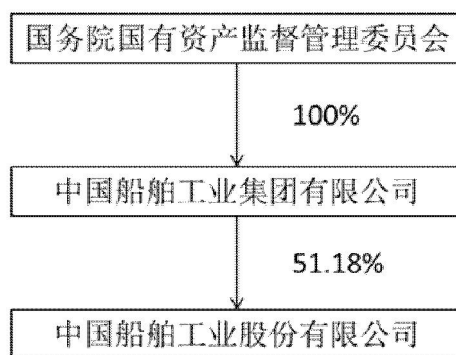 国务院国有资产监督管理委员会
100%
中国船舶工业集团有限公司
51.18%
中国船舶工业股份有限公司